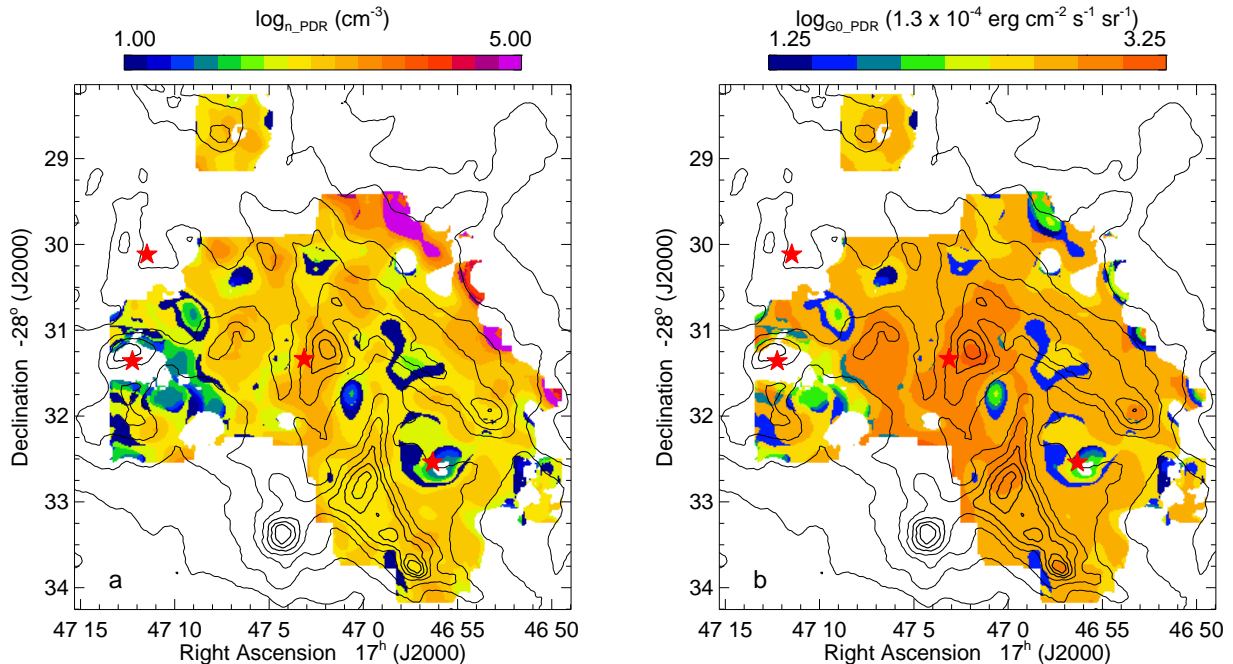 log_n_PDR (cm⁻³)
1.00 5.00
29
30
31
32
33
34
Declination -28° (J2000)
a
47 15 47 10 47 5 47 0 46 55 46 50
Right Ascension 17ʰ (J2000)
log_G0_PDR (1.3 x 10⁻⁴ erg cm⁻² s⁻¹ sr⁻¹)
1.25 3.25
29
30
31
32
33
34
Declination -28° (J2000)
b
47 15 47 10 47 5 47 0 46 55 46 50
Right Ascension 17ʰ (J2000)